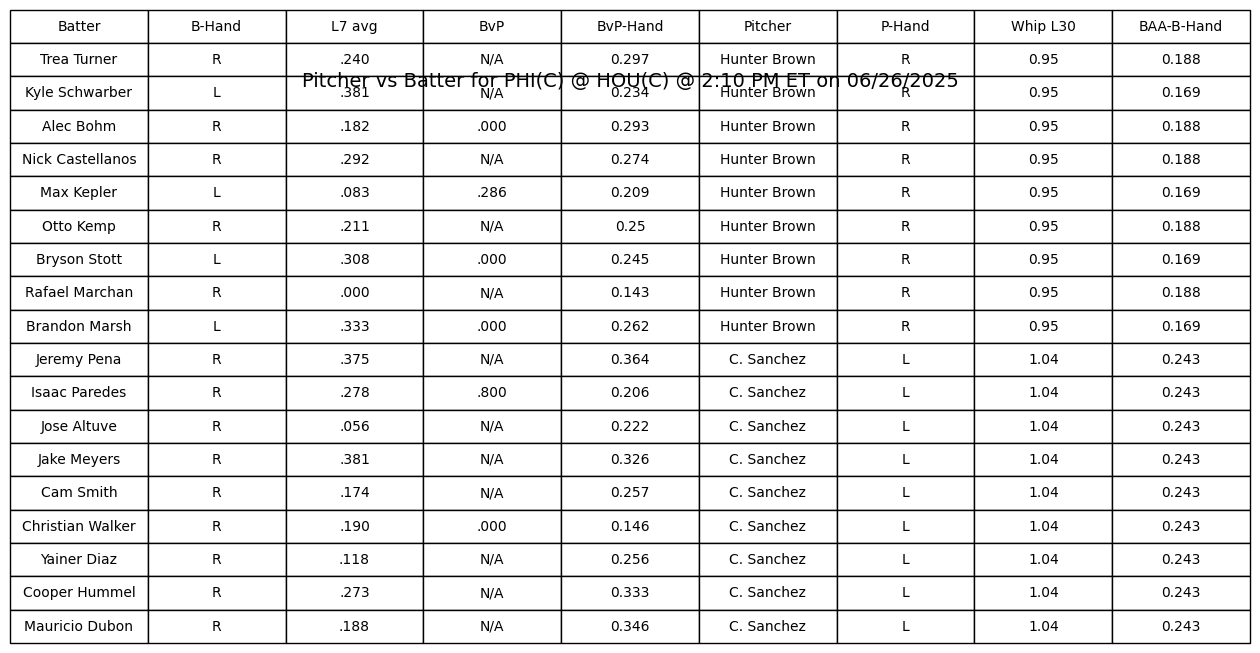 Batter B-Hand L7 avg BvP BvP-Hand Pitcher P-Hand Whip L30 BAA-B-Hand
Trea Turner R .240 N/A 0.297 Hunter Brown R 0.95 0.188
Pitcher vs Batter for PHI(C) @ HOU(C) @ 2:10 PM ET on 06/26/2025
Kyle Schwarber L .381 N/A 0.234 Hunter Brown R 0.95 0.169
Alec Bohm R .182 .000 0.293 Hunter Brown R 0.95 0.188
Nick Castellanos R .292 N/A 0.274 Hunter Brown R 0.95 0.188
Max Kepler L .083 .286 0.209 Hunter Brown R 0.95 0.169
Otto Kemp R .211 N/A 0.25 Hunter Brown R 0.95 0.188
Bryson Stott L .308 .000 0.245 Hunter Brown R 0.95 0.169
Rafael Marchan R .000 N/A 0.143 Hunter Brown R 0.95 0.188
Brandon Marsh L .333 .000 0.262 Hunter Brown R 0.95 0.169
Jeremy Pena R .375 N/A 0.364 C. Sanchez L 1.04 0.243
Isaac Paredes R .278 .800 0.206 C. Sanchez L 1.04 0.243
Jose Altuve R .056 N/A 0.222 C. Sanchez L 1.04 0.243
Jake Meyers R .381 N/A 0.326 C. Sanchez L 1.04 0.243
Cam Smith R .174 N/A 0.257 C. Sanchez L 1.04 0.243
Christian Walker R .190 .000 0.146 C. Sanchez L 1.04 0.243
Yainer Diaz R .118 N/A 0.256 C. Sanchez L 1.04 0.243
Cooper Hummel R .273 N/A 0.333 C. Sanchez L 1.04 0.243
Mauricio Dubon R .188 N/A 0.346 C. Sanchez L 1.04 0.243